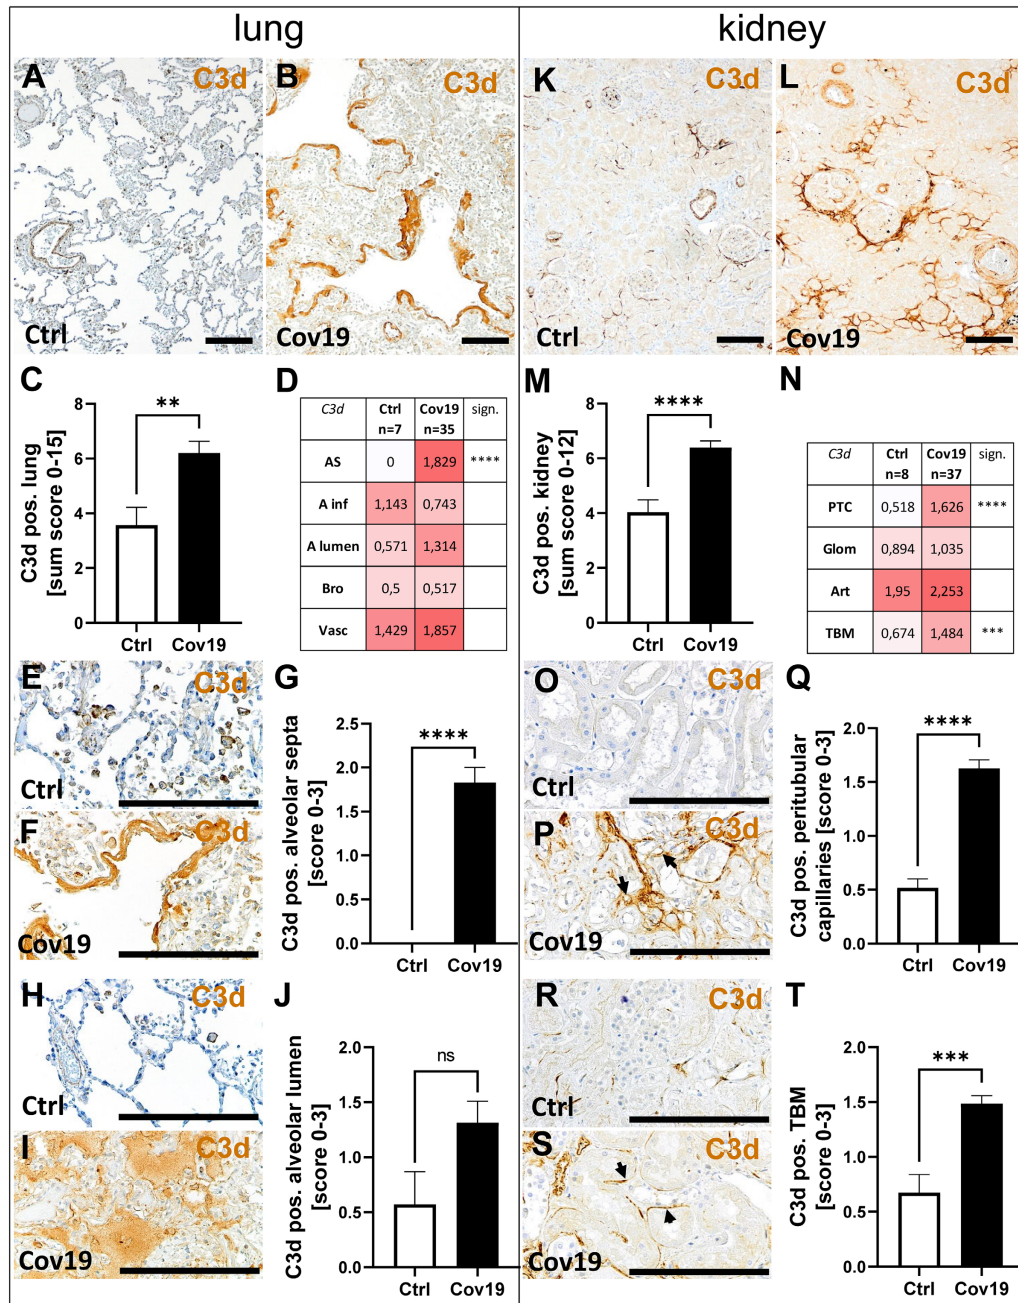 lung
kidney
A
C3d
Ctrl
B
C3d
Cov19
K
C3d
Ctrl
L
C3d
Cov19
C
C3d pos. lung
[sum score 0-15]
8
6
4
2
0
**
Ctrl
Cov19
D
C3d Ctrl n=7 Cov19 n=35 sign.
AS 0 1,829 ****
A inf 1,143 0,743
A lumen 0,571 1,314
Bro 0,5 0,517
Vasc 1,429 1,857
M
C3d pos. kidney
[sum score 0-12]
8
6
4
2
0
****
Ctrl
Cov19
N
C3d Ctrl n=8 Cov19 n=37 sign.
PTC 0,518 1,626 ****
Glom 0,894 1,035
Art 1,95 2,253
TBM 0,674 1,484 ***
E
C3d
Ctrl
F
C3d
Cov19
G
C3d pos. alveolar septa
[score 0-3]
2.5
2.0
1.5
1.0
0.5
0.0
****
Ctrl
Cov19
O
C3d
Ctrl
P
C3d
Cov19
Q
C3d pos. peritubular
capillaries [score 0-3]
2.0
1.5
1.0
0.5
0.0
****
Ctrl
Cov19
H
C3d
Ctrl
I
C3d
Cov19
J
C3d pos. alveolar lumen
[score 0-3]
2.0
1.5
1.0
0.5
0.0
ns
Ctrl
Cov19
R
C3d
Ctrl
S
C3d
Cov19
T
C3d pos. TBM
[score 0-3]
2.0
1.5
1.0
0.5
0.0
***
Ctrl
Cov19